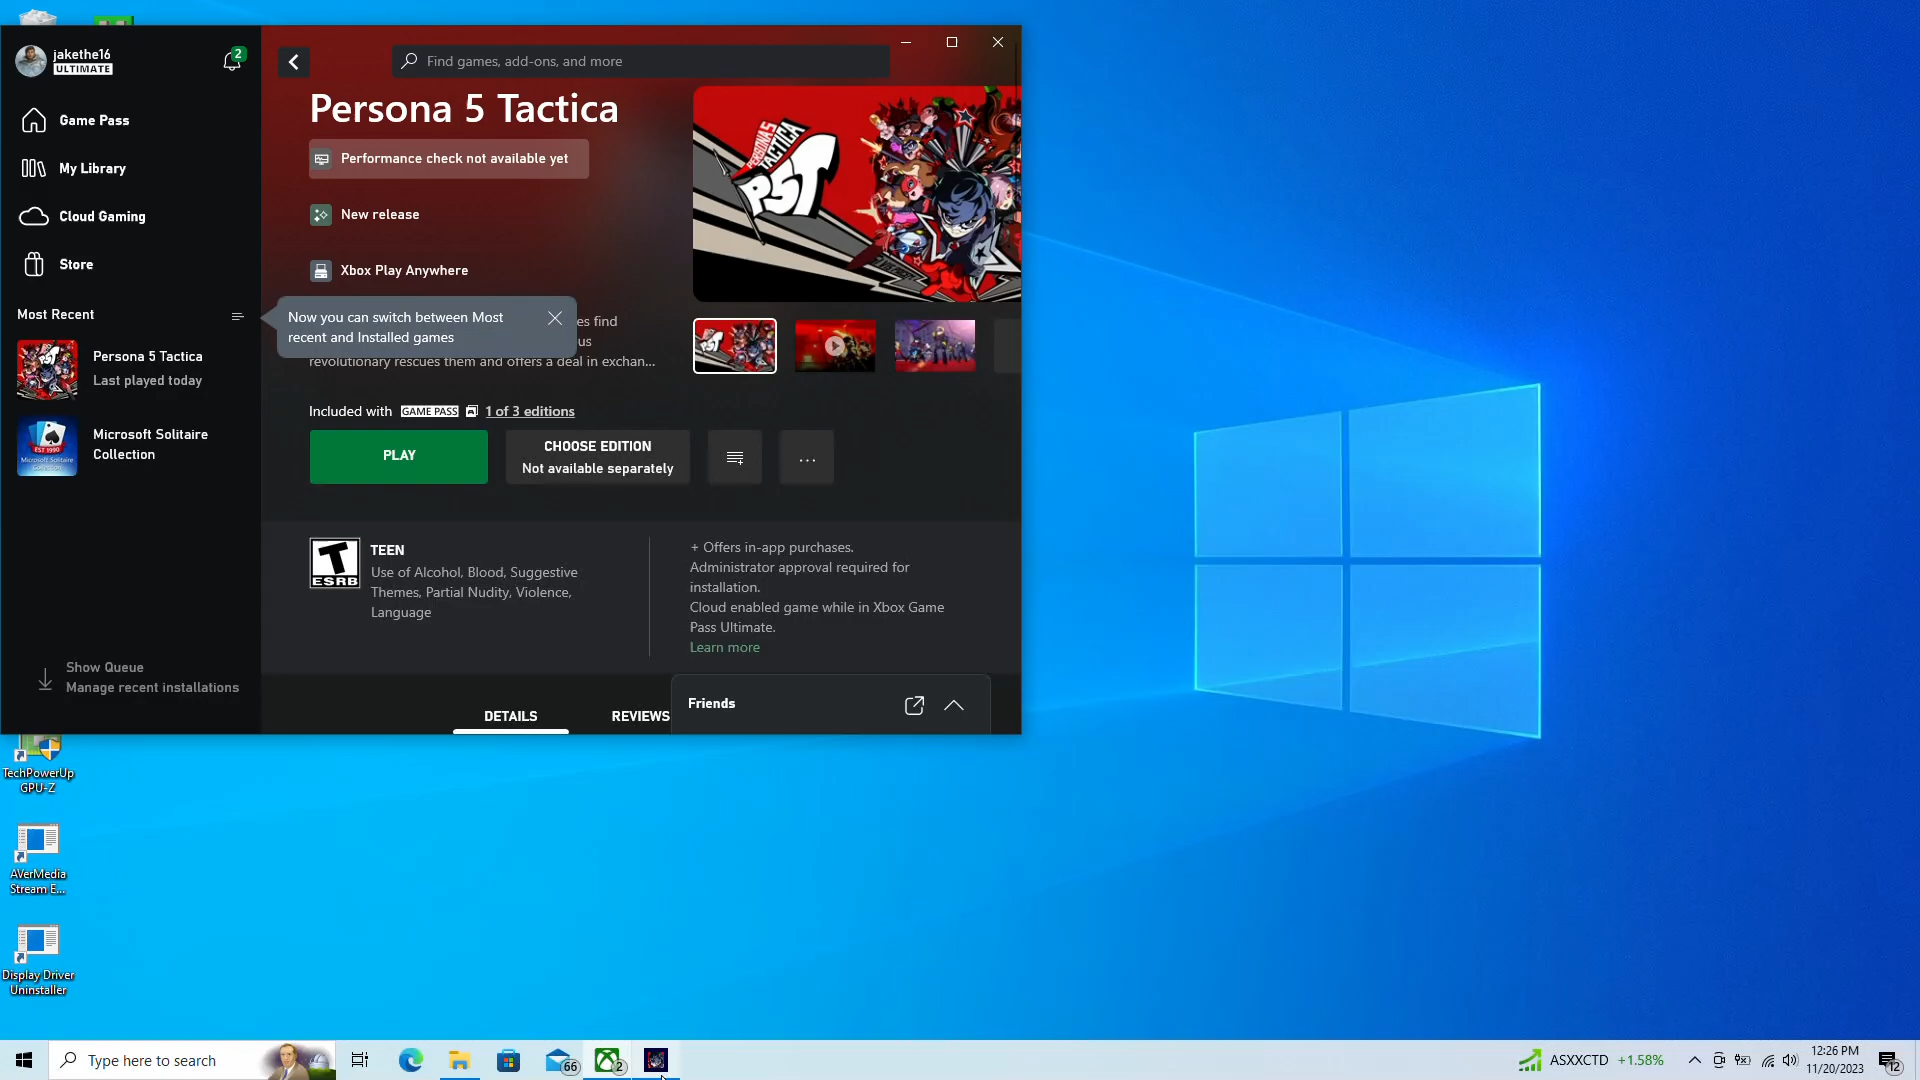 jakethe16
ULTIMATE
2
Find games, add-ons, and more
Game Pass
My Library
Cloud Gaming
Store
Most Recent
Persona 5 Tactica
Last played today
Microsoft Solitaire
Collection
EST 1990
Microsoft Solitaire
Collection
Show Queue
Manage recent installations
Persona 5 Tactica
Performance check not available yet
New release
Xbox Play Anywhere
Now you can switch between Most
recent and Installed games
es find
us
revolutionary rescues them and offers a deal in exchan...
PERSONA5
TACTICA
Included with GAME PASS 1 of 3 editions
PLAY
CHOOSE EDITION
Not available separately
...
T
ESRB
TEEN
Use of Alcohol, Blood, Suggestive
Themes, Partial Nudity, Violence,
Language
+ Offers in-app purchases.
Administrator approval required for
installation.
Cloud enabled game while in Xbox Game
Pass Ultimate.
Learn more
DETAILS
REVIEWS
Friends
TechPowerUp
GPU-Z
AVerMedia
Stream E...
Display Driver
Uninstaller
Type here to search
66
2
ASXXCTD +1.58%
12:26 PM
11/20/2023
12